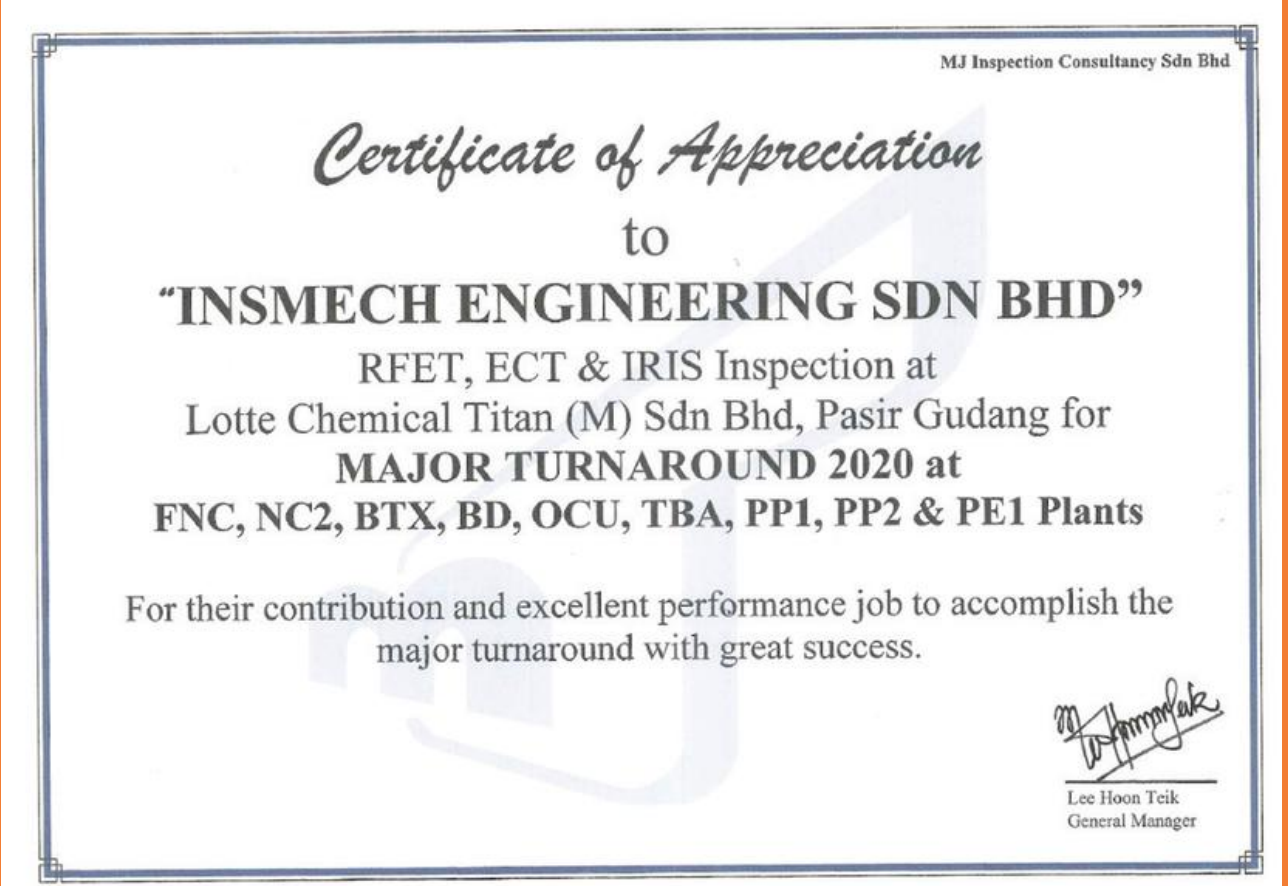 MJ Inspection Consultancy Sdn Bhd
Certificate of Appreciation
to
“INSMECH ENGINEERING SDN BHD”
RFET, ECT & IRIS Inspection at
Lotte Chemical Titan (M) Sdn Bhd, Pasir Gudang for
MAJOR TURNAROUND 2020 at
FNC, NC2, BTX, BD, OCU, TBA, PP1, PP2 & PE1 Plants
For their contribution and excellent performance job to accomplish the
major turnaround with great success.
Lee Hoon Teik
General Manager